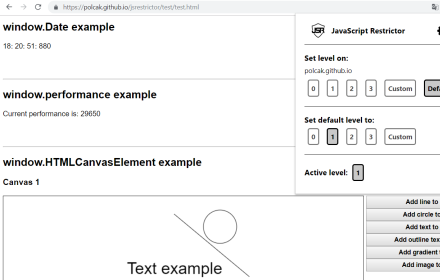 https://polcak.github.io/jsrestrictor/test/test.html
window.Date example
18: 20: 51: 880
window.performance example
Current performance is: 29650
window.HTMLCanvasElement example
Canvas 1
Text example
JSR JavaScript Restrictor
Set level on:
polcak.github.io
0 1 2 3 Custom Defa
Set default level to:
0 1 2 3 Custom
Active level: 1
Add line to
Add circle to
Add text to
Add outline tex
Add gradient
Add image to